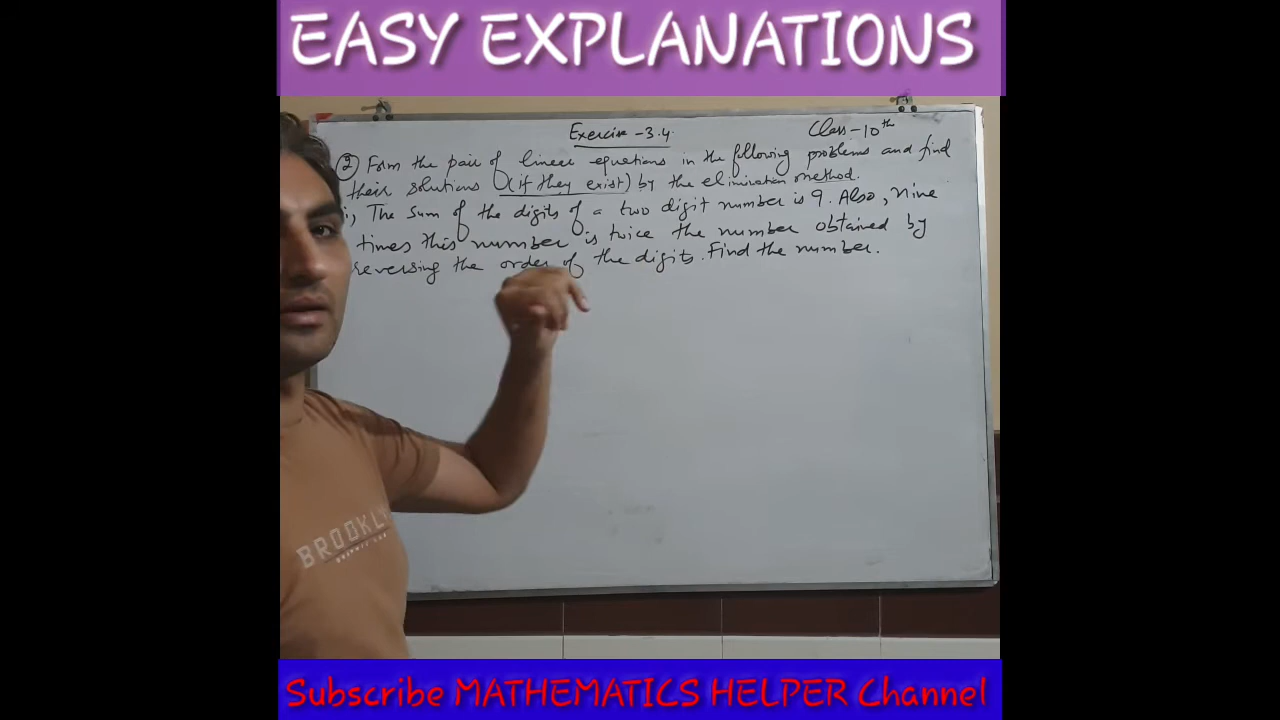 EASY EXPLANATIONS
Exercise - 3.4.
Class - 10th
② Form the pair of linear equations in the following problems and find
their solutions (if they exist) by the elimination method.
i, The sum of the digits of a two digit number is 9. Also, nine
times this number is twice the number obtained by
reversing the order of the digits. Find the number.
BROOKLY
Subscribe MATHEMATICS HELPER Channel